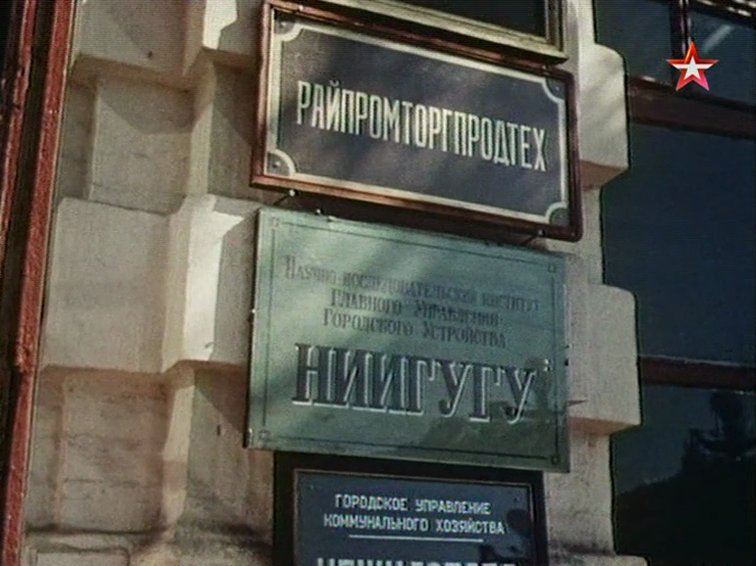 РАЙПРОМТОРГПРОДТЕХ
НАУЧНО-ИССЛЕДОВАТЕЛЬСКИЙ ИНСТИТУТ
ГЛАВНОГО УПРАВЛЕНИЯ
ГОРОДСКОГО УСТРОЙСТВА
НИИГУГУ
ГОРОДСКОЕ УПРАВЛЕНИЕ
КОММУНАЛЬНОГО ХОЗЯЙСТВА